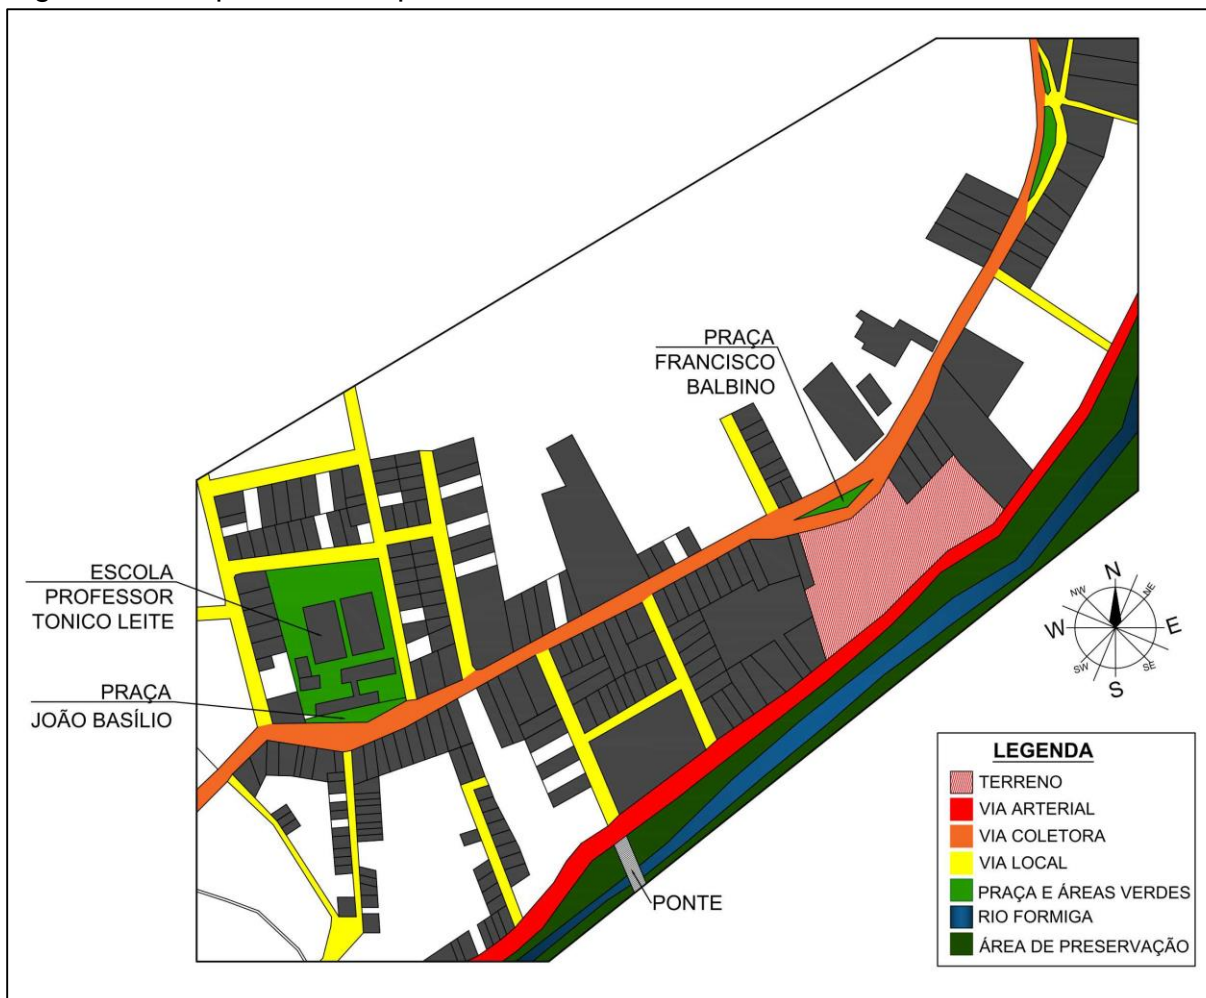 PRAÇA
FRANCISCO
BALBINO
ESCOLA
PROFESSOR
TONICO LEITE
PRAÇA
JOÃO BASÍLIO
PONTE
N
NW
NE
W
E
SW
SE
S
LEGENDA
TERRENO
VIA ARTERIAL
VIA COLETORA
VIA LOCAL
PRAÇA E ÁREAS VERDES
RIO FORMIGA
ÁREA DE PRESERVAÇÃO